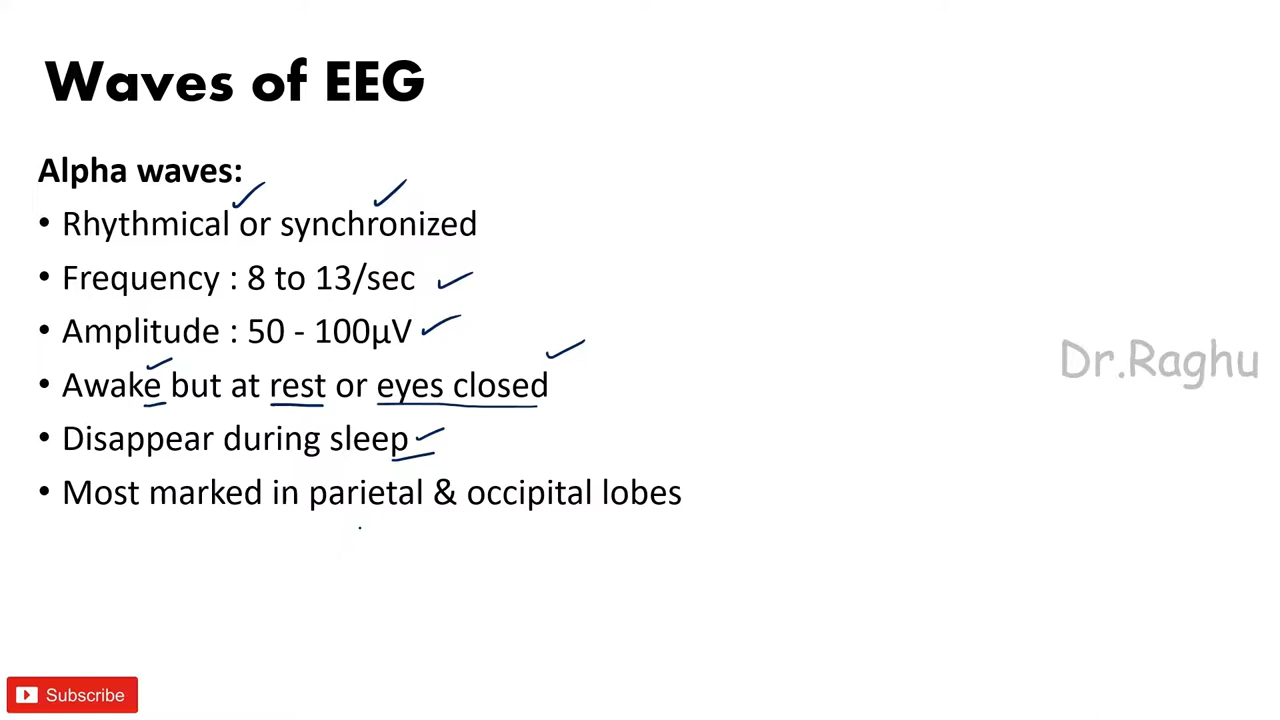 Waves of EEG
Alpha waves:
• Rhythmical or synchronized
• Frequency : 8 to 13/sec
• Amplitude : 50 - 100µV
• Awake but at rest or eyes closed
• Disappear during sleep
• Most marked in parietal & occipital lobes
Dr.Raghu
Subscribe